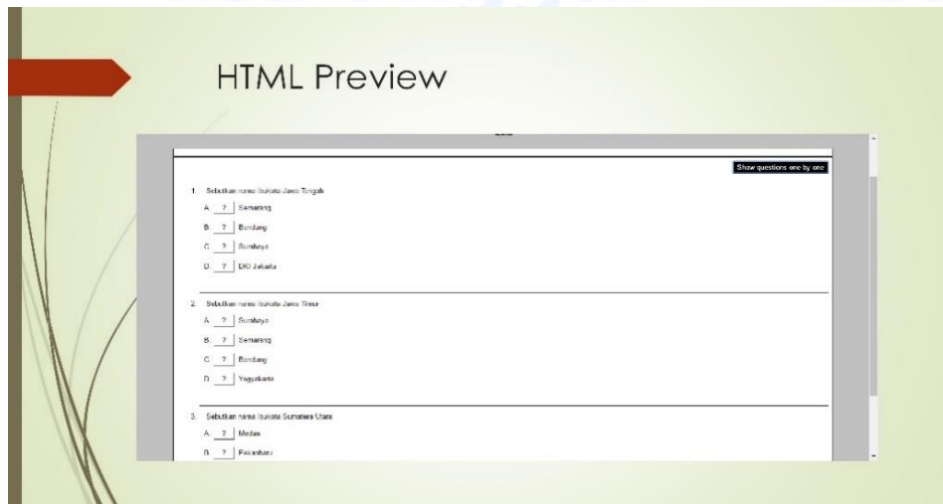 HTML Preview
Show questions one by one
1. Sebutkan nama Ibukota Jawa Tengah
A. ? Semarang
B. ? Bandung
C. ? Surabaya
D. ? DKI Jakarta
2. Sebutkan nama Ibukota Jawa Timur
A. ? Surabaya
B. ? Semarang
C. ? Bandung
D. ? Yogyakarta
3. Sebutkan nama Ibukota Sumatera Utara
A. ? Medan
B. ? Pekanbaru